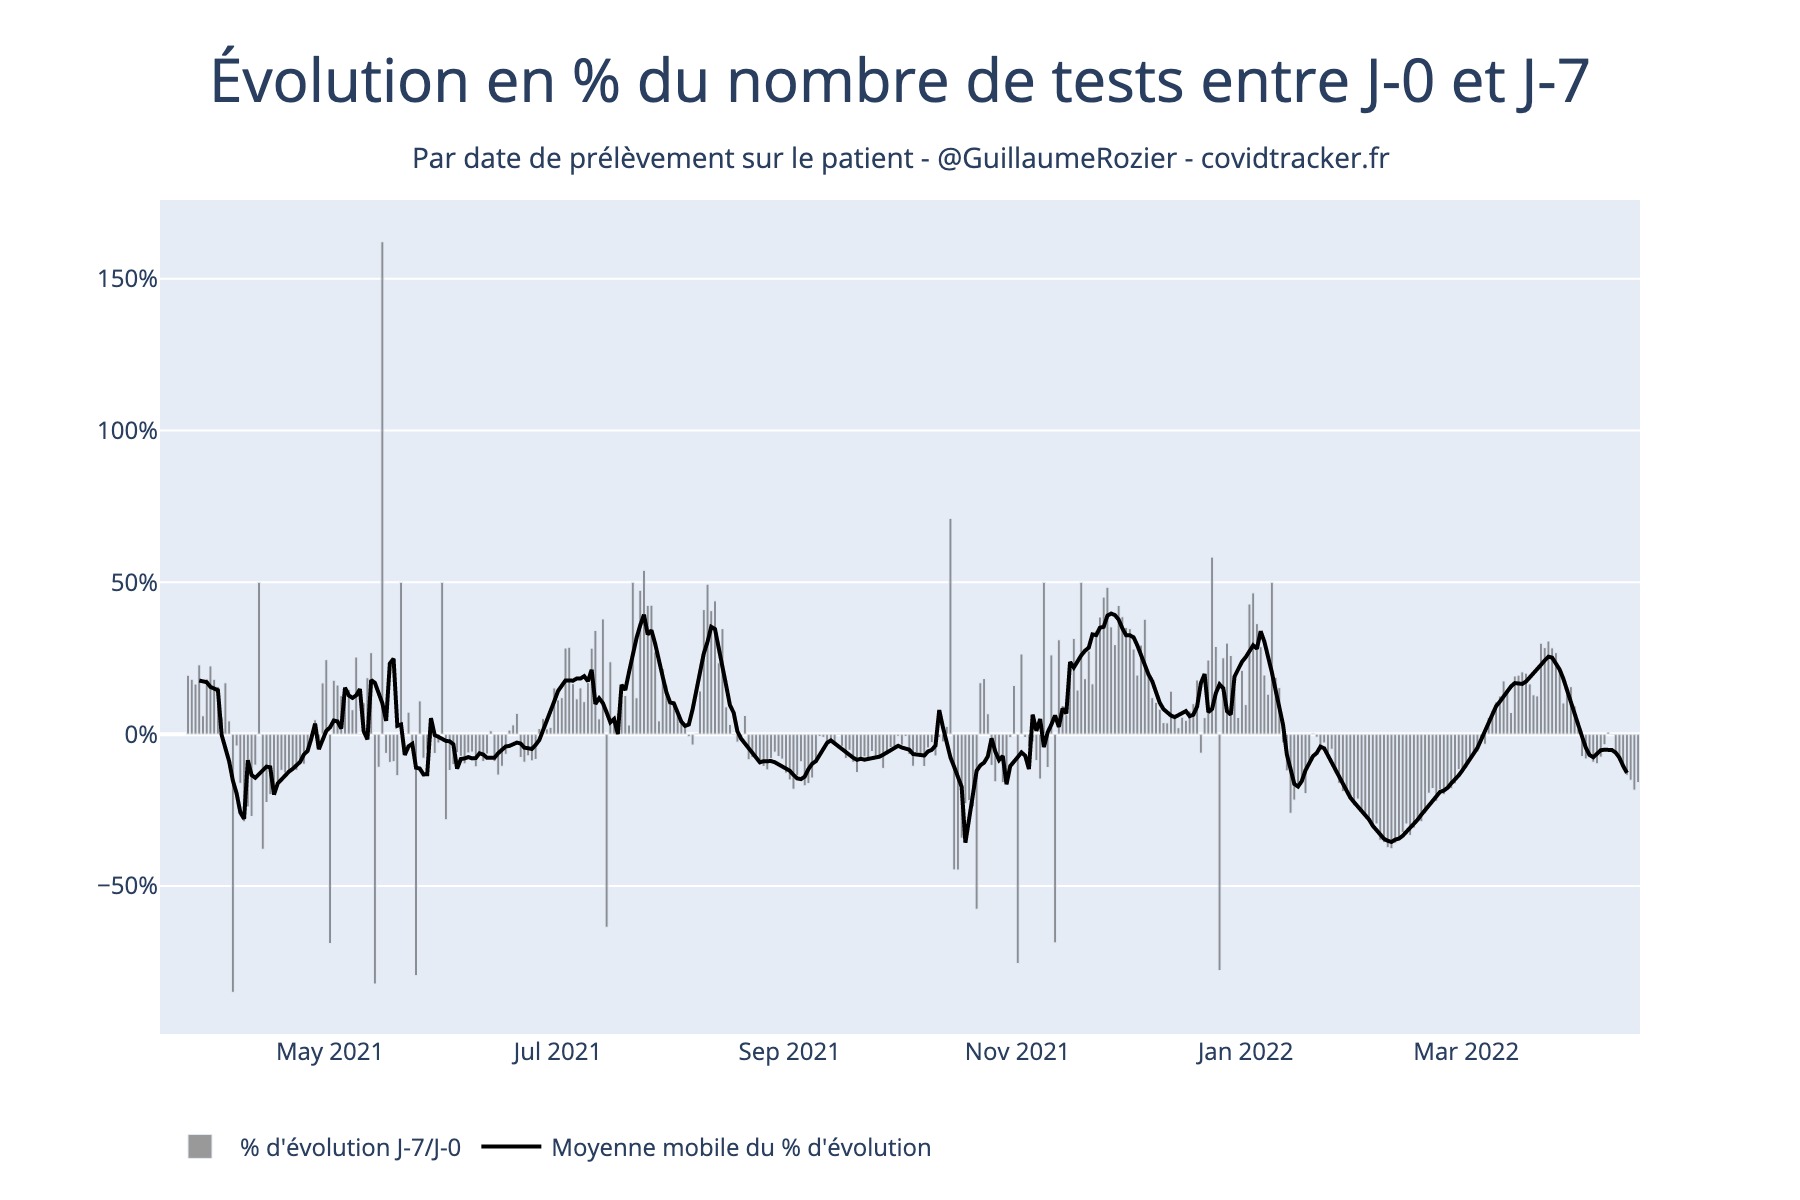 Évolution en % du nombre de tests entre J-0 et J-7
Par date de prélèvement sur le patient - @GuillaumeRozier - covidtracker.fr
150%
100%
50%
0%
−50%
May 2021 Jul 2021 Sep 2021 Nov 2021 Jan 2022 Mar 2022
% d'évolution J-7/J-0 Moyenne mobile du % d'évolution